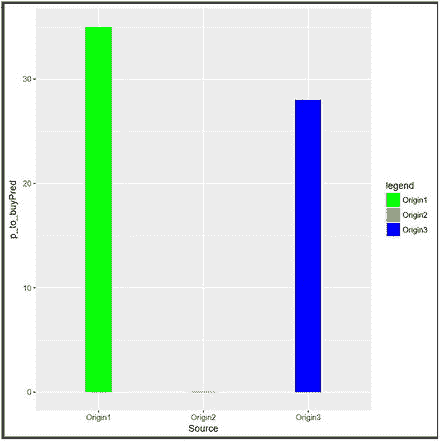 p_to_buyPred
30
20
10
0
Origin1
Origin2
Origin3
Source
legend
Origin1
Origin2
Origin3